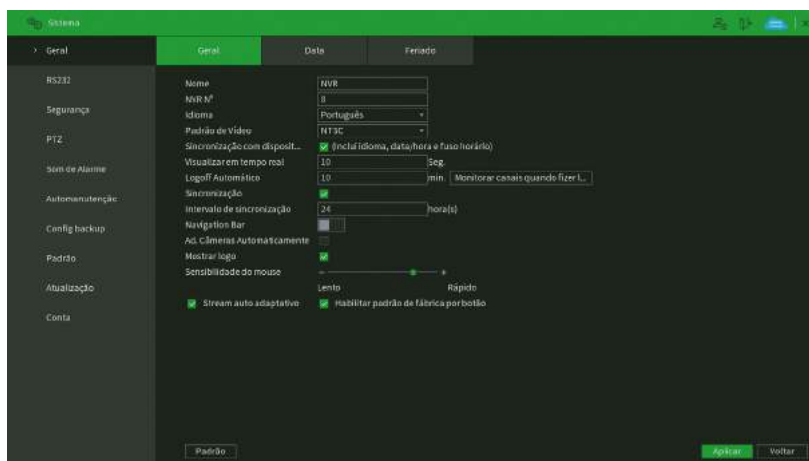 Sistema
Geral
RS232
Segurança
PTZ
Som de Alarme
Automanutenção
Config backup
Padrão
Atualização
Conta
Geral Data Feriado
Nome NVR
NVR N° 8
Idioma Português
Padrão de Vídeo NTSC
Sincronização com disposit... (Inclui idioma, data/hora e fuso horário)
Visualizar em tempo real 10 Seg.
Logoff Automático 10 min. Monitorar canais quando fizer l...
Sincronização
Intervalo de sincronização 24 hora(s)
Navigation Bar
Ad. Câmeras Automaticamente
Mostrar logo
Sensibilidade do mouse
Lento Rápido
Stream auto adaptativo Habilitar padrão de fábrica por botão
Padrão Aplicar Voltar